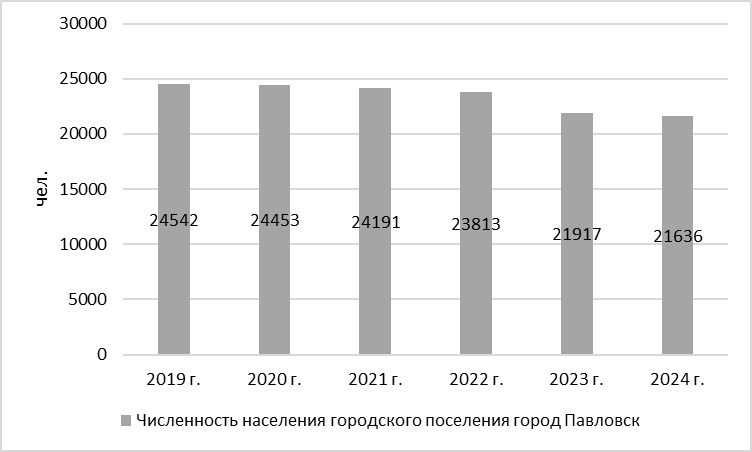 30000
25000
20000
15000
10000
5000
0
чел.
24542 24453 24191 23813 21917 21636
2019 г. 2020 г. 2021 г. 2022 г. 2023 г. 2024 г.
Численность населения городского поселения город Павловск